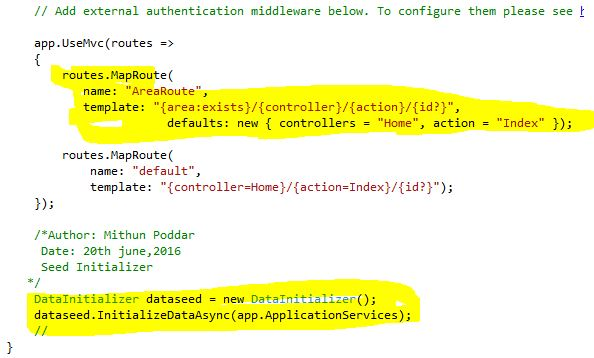 // Add external authentication middleware below. To configure them please see
app.UseMvc(routes =>
{
routes.MapRoute(
name: "AreaRoute",
template: "{area:exists}/{controller}/{action}/{id?}",
defaults: new { controllers = "Home", action = "Index" });
routes.MapRoute(
name: "default",
template: "{controller=Home}/{action=Index}/{id?}");
});
/*Author: Mithun Poddar
Date: 20th june,2016
Seed Initializer
*/
DataInitializer dataseed = new DataInitializer();
dataseed.InitializeDataAsync(app.ApplicationServices);
//
}